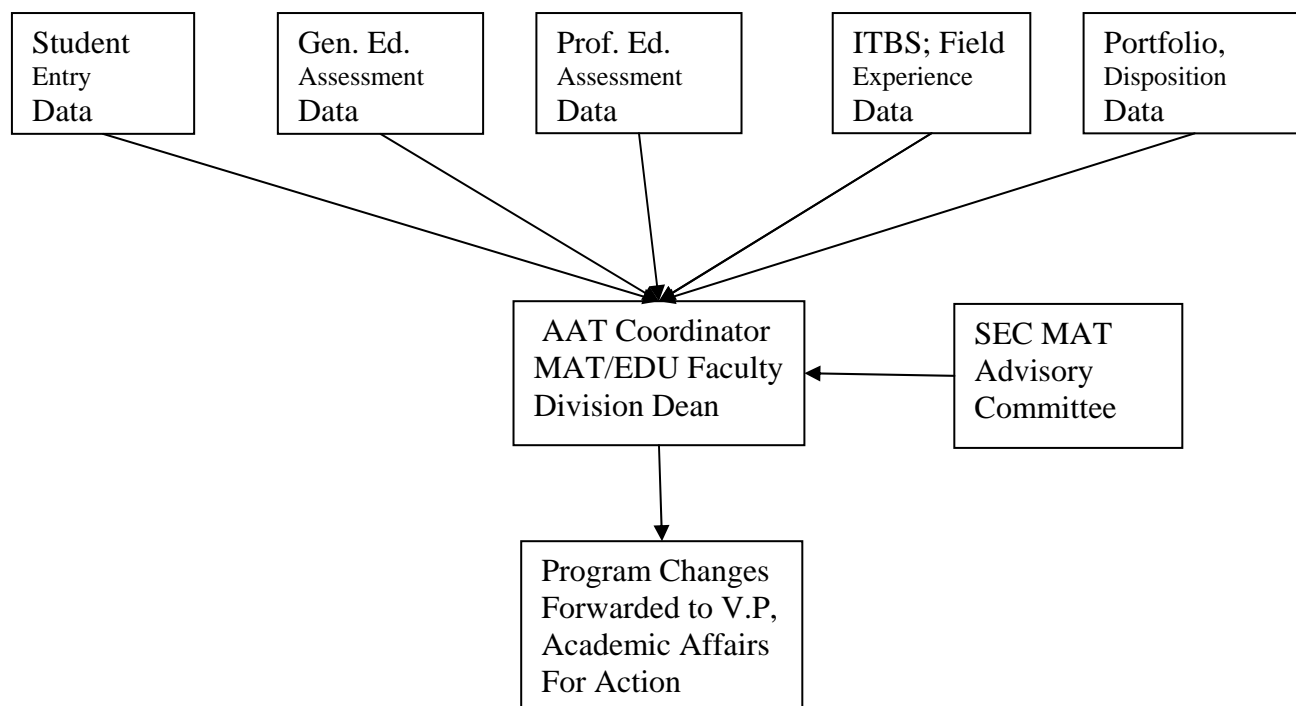 Student
Entry
Data
Gen. Ed.
Assessment
Data
Prof. Ed.
Assessment
Data
ITBS; Field
Experience
Data
Portfolio,
Disposition
Data
AAT Coordinator
MAT/EDU Faculty
Division Dean
SEC MAT
Advisory
Committee
Program Changes
Forwarded to V.P,
Academic Affairs
For Action